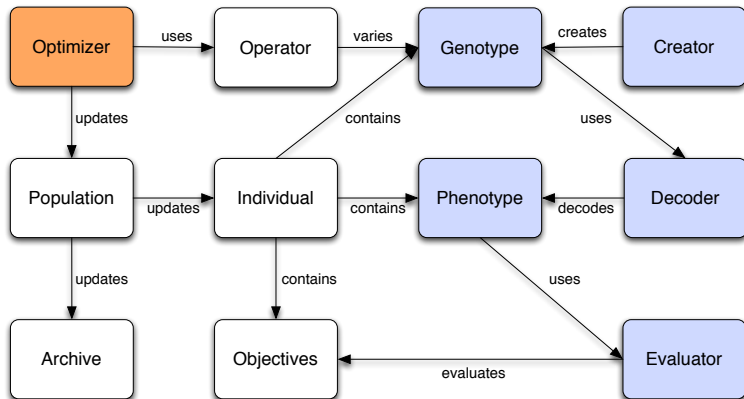 Optimizer
uses
Operator
varies
Genotype
creates
Creator
updates
contains
uses
Population
updates
Individual
contains
Phenotype
decodes
Decoder
updates
contains
uses
Archive
Objectives
evaluates
Evaluator